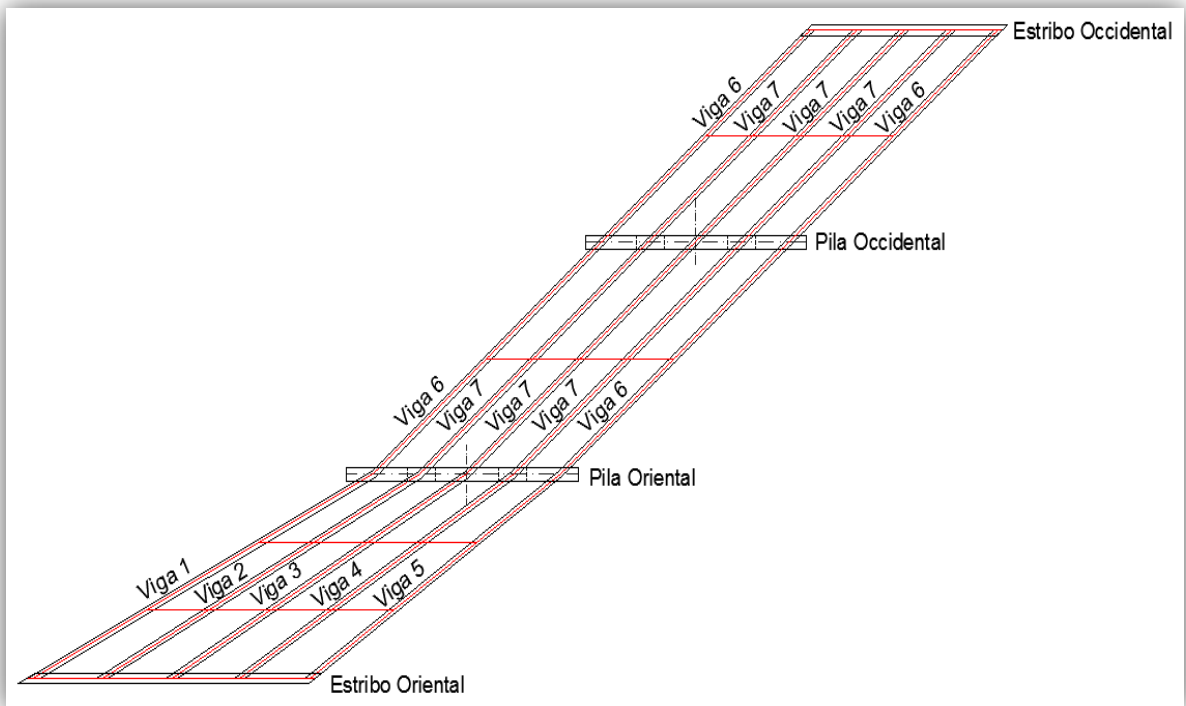 Estribo Occidental
Viga 6
Viga 7
Viga 7
Viga 7
Viga 6
Pila Occidental
Viga 6
Viga 7
Viga 7
Viga 7
Viga 6
Pila Oriental
Viga 1
Viga 2
Viga 3
Viga 4
Viga 5
Estribo Oriental